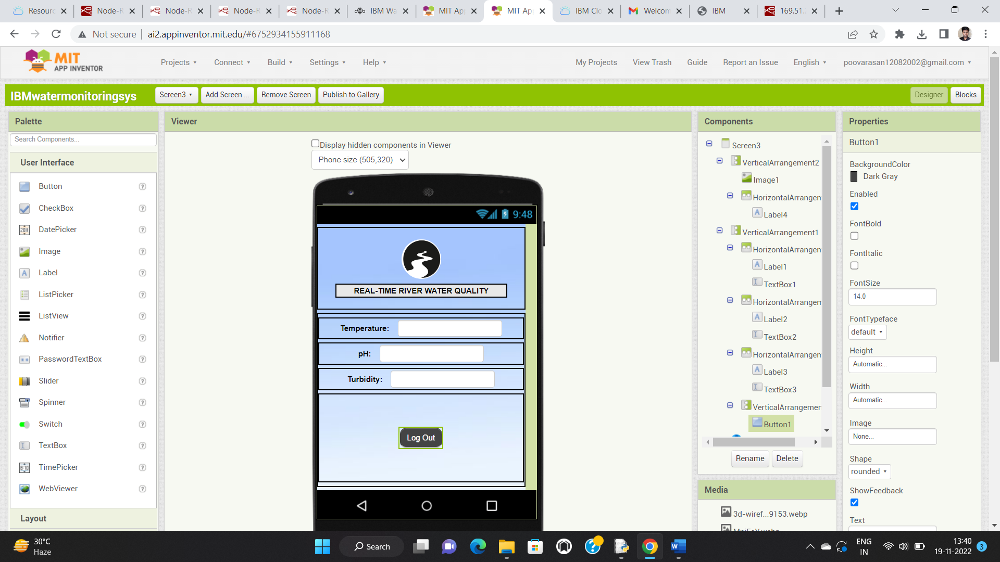 Resourc
Node-R
Node-R
Node-R
Node-R
IBM Wa
MIT App
MIT App
IBM Clo
Welcom
IBM
169.51.
Not secure
ai2.appinventor.mit.edu/#6752934155911168
MIT
APP INVENTOR
Projects
Connect
Build
Settings
Help
My Projects
View Trash
Guide
Report an Issue
English
poovarasan12082002@gmail.com
IBMwatermonitoringsys
Screen3
Add Screen ...
Remove Screen
Publish to Gallery
Designer
Blocks
Palette
Search Components...
User Interface
Button
CheckBox
DatePicker
Image
Label
ListPicker
ListView
Notifier
PasswordTextBox
Slider
Spinner
Switch
TextBox
TimePicker
WebViewer
Layout
Viewer
Display hidden components in Viewer
Phone size (505,320)
9:48
REAL-TIME RIVER WATER QUALITY
Temperature:
pH:
Turbidity:
Log Out
Components
Screen3
VerticalArrangement2
Image1
HorizontalArrangem
Label4
VerticalArrangement1
HorizontalArrangem
Label1
TextBox1
HorizontalArrangem
Label2
TextBox2
HorizontalArrangem
Label3
TextBox3
VerticalArrangemen
Button1
Rename
Delete
Media
3d-wiref...9153.webp
Properties
Button1
BackgroundColor
Dark Gray
Enabled
FontBold
FontItalic
FontSize
14.0
FontTypeface
default
Height
Automatic...
Width
Automatic...
Image
None...
Shape
rounded
ShowFeedback
Text
30°C
Haze
Search
ENG
IN
13:40
19-11-2022
3